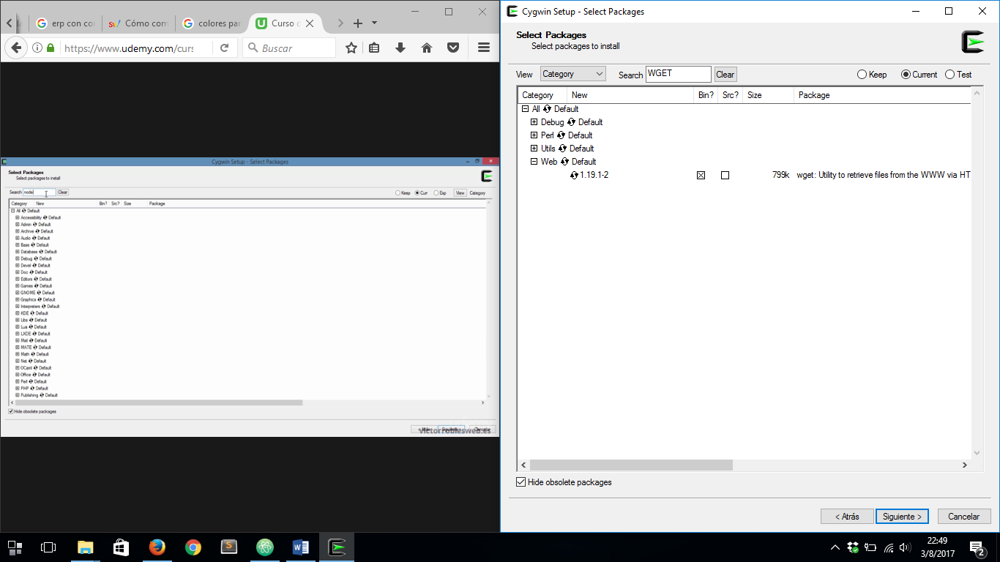 erp con co
Cómo com
colores par
Curso c
https://www.udemy.com/curs
Buscar
Cygwin Setup - Select Packages
Select Packages
Select packages to install
Search node Clear
Keep Curr Exp View Category
Category New Bin? Src? Size Package
All Default
Accessibility Default
Admin Default
Archive Default
Audio Default
Base Default
Database Default
Debug Default
Devel Default
Doc Default
Editors Default
Games Default
GNOME Default
Graphics Default
Interpreters Default
KDE Default
Libs Default
Lua Default
LXDE Default
Mail Default
MATE Default
Math Default
Net Default
OCaml Default
Office Default
Perl Default
PHP Default
Publishing Default
Hide obsolete packages
victorroblesweb.es
Cygwin Setup - Select Packages
Select Packages
Select packages to install
View Category Search WGET Clear Keep Current Test
Category New Bin? Src? Size Package
All Default
Debug Default
Perl Default
Utils Default
Web Default
1.19.1-2 799k wget: Utility to retrieve files from the WWW via HT
Hide obsolete packages
< Atrás Siguiente > Cancelar
22:49
3/8/2017
2